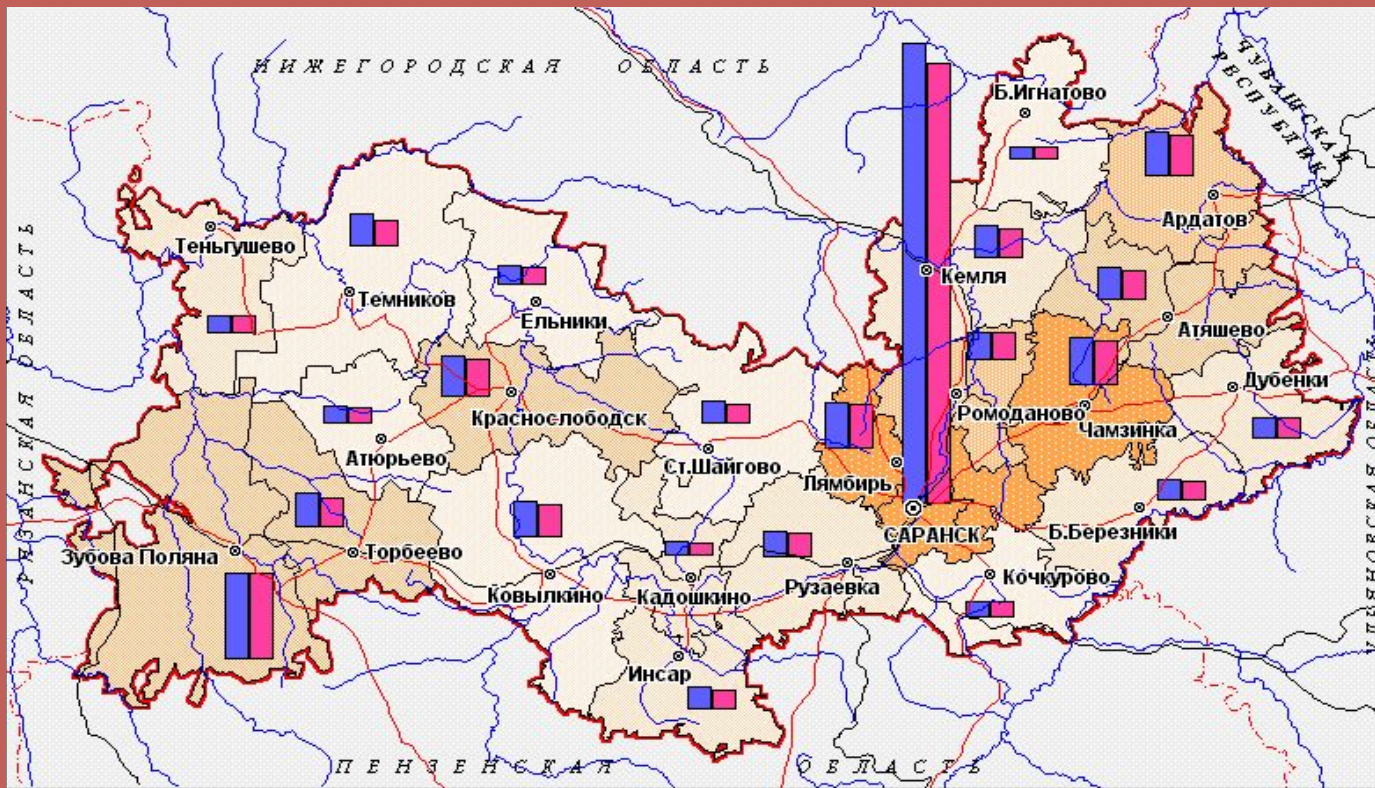 НИЖЕГОРОДСКАЯ ОБЛАСТЬ
ЧУВАШСКАЯ
РЕСПУБЛИКА
Б.Игнатово
Ардатов
Теньгушево
Темников
Ельники
Кемля
Атяшево
РЯЗАНСКАЯ ОБЛАСТЬ
Дубенки
Краснослободск
Ромоданово
Чамзинка
Атюрьево
Ст.Шайгово
Лямбирь
УЛЬЯНОВСКАЯ ОБЛАСТЬ
САРАНСК
Б.Березники
Зубова Поляна
Торбеево
Ковылкино
Кадошкино
Рузаевка
Кочкурово
Инсар
ПЕНЗЕНСКАЯ ОБЛАСТЬ